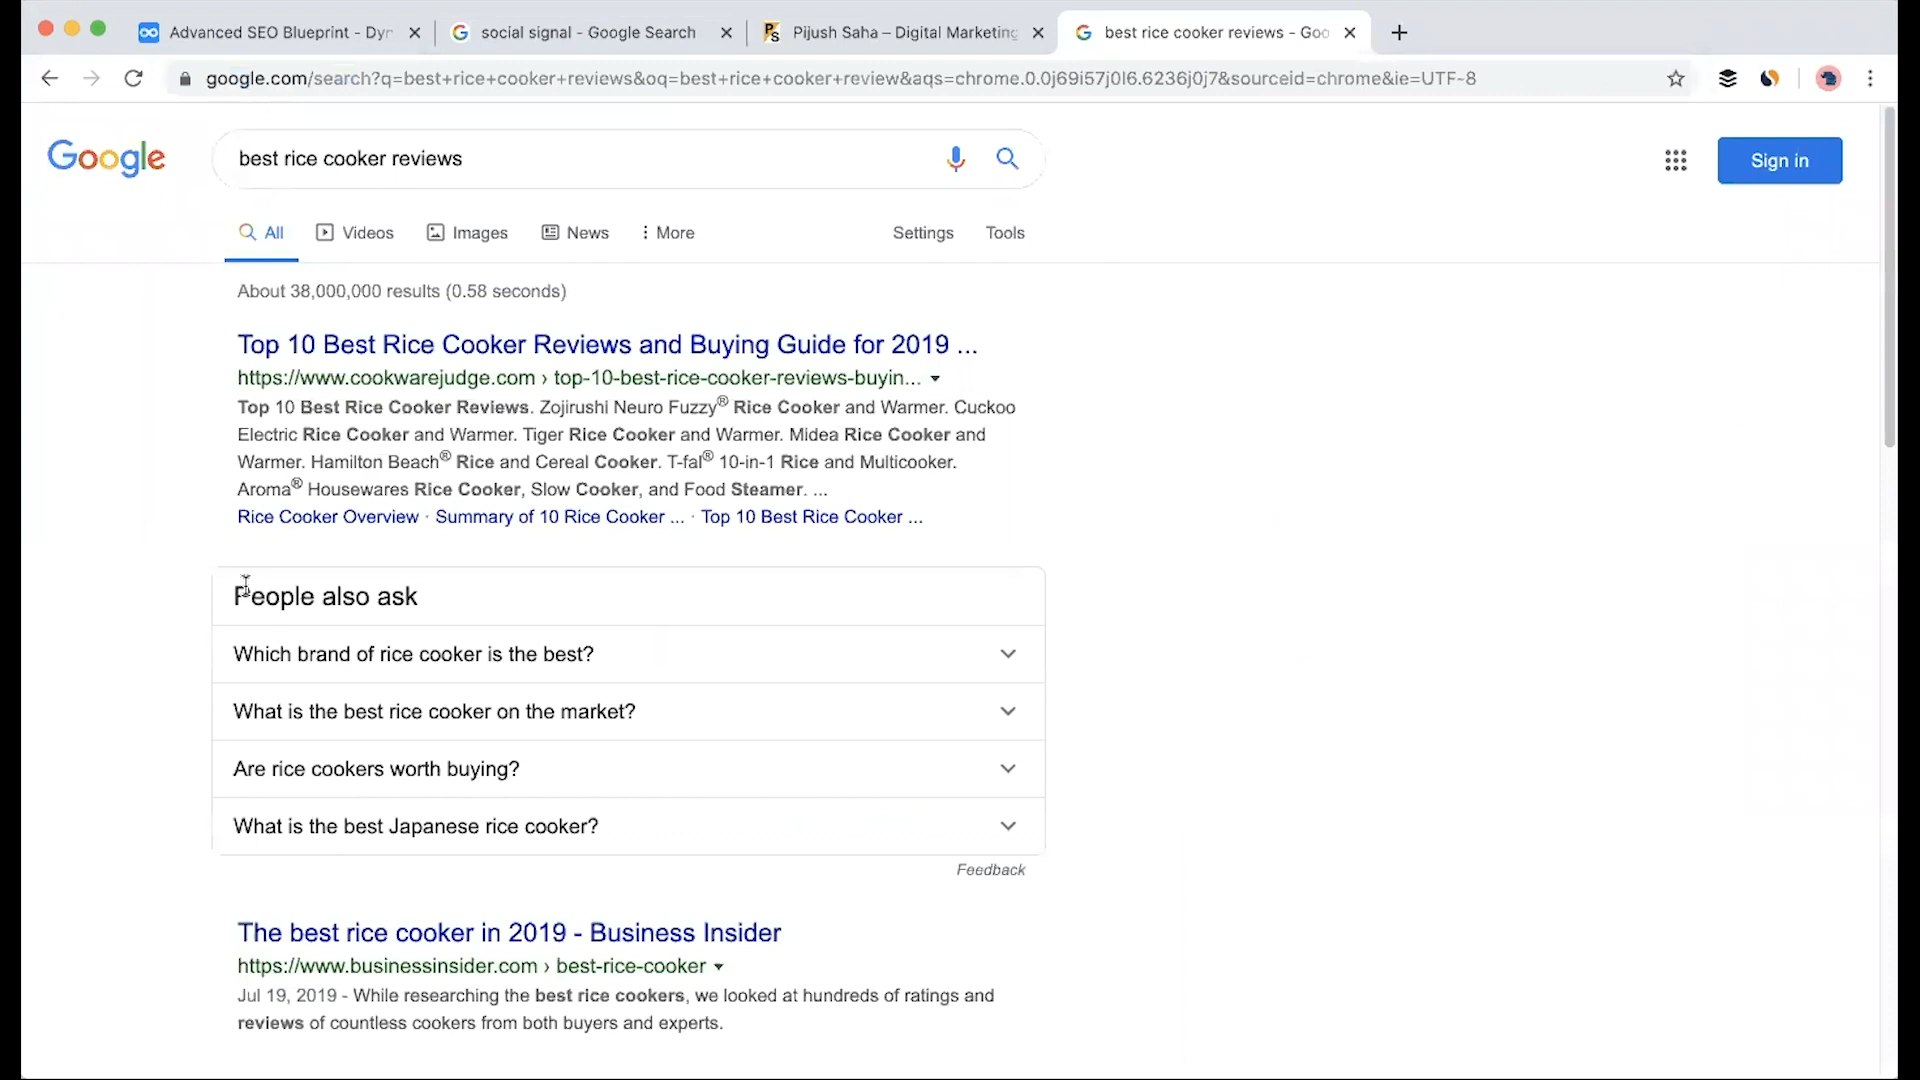 Advanced SEO Blueprint - Dyn
social signal - Google Search
PS
Pijush Saha – Digital Marketing
best rice cooker reviews - Goo
google.com/search?q=best+rice+cooker+reviews&oq=best+rice+cooker+review&aqs=chrome.0.0j69i57j0l6.6236j0j7&sourceid=chrome&ie=UTF-8
Google
best rice cooker reviews
Sign in
All
Videos
Images
News
More
Settings
Tools
About 38,000,000 results (0.58 seconds)
Top 10 Best Rice Cooker Reviews and Buying Guide for 2019 ...
https://www.cookwarejudge.com › top-10-best-rice-cooker-reviews-buyin...
Top 10 Best Rice Cooker Reviews. Zojirushi Neuro Fuzzy® Rice Cooker and Warmer. Cuckoo
Electric Rice Cooker and Warmer. Tiger Rice Cooker and Warmer. Midea Rice Cooker and
Warmer. Hamilton Beach® Rice and Cereal Cooker. T-fal® 10-in-1 Rice and Multicooker.
Aroma® Housewares Rice Cooker, Slow Cooker, and Food Steamer. ...
Rice Cooker Overview · Summary of 10 Rice Cooker ... · Top 10 Best Rice Cooker ...
People also ask
Which brand of rice cooker is the best?
What is the best rice cooker on the market?
Are rice cookers worth buying?
What is the best Japanese rice cooker?
Feedback
The best rice cooker in 2019 - Business Insider
https://www.businessinsider.com › best-rice-cooker
Jul 19, 2019 - While researching the best rice cookers, we looked at hundreds of ratings and
reviews of countless cookers from both buyers and experts.